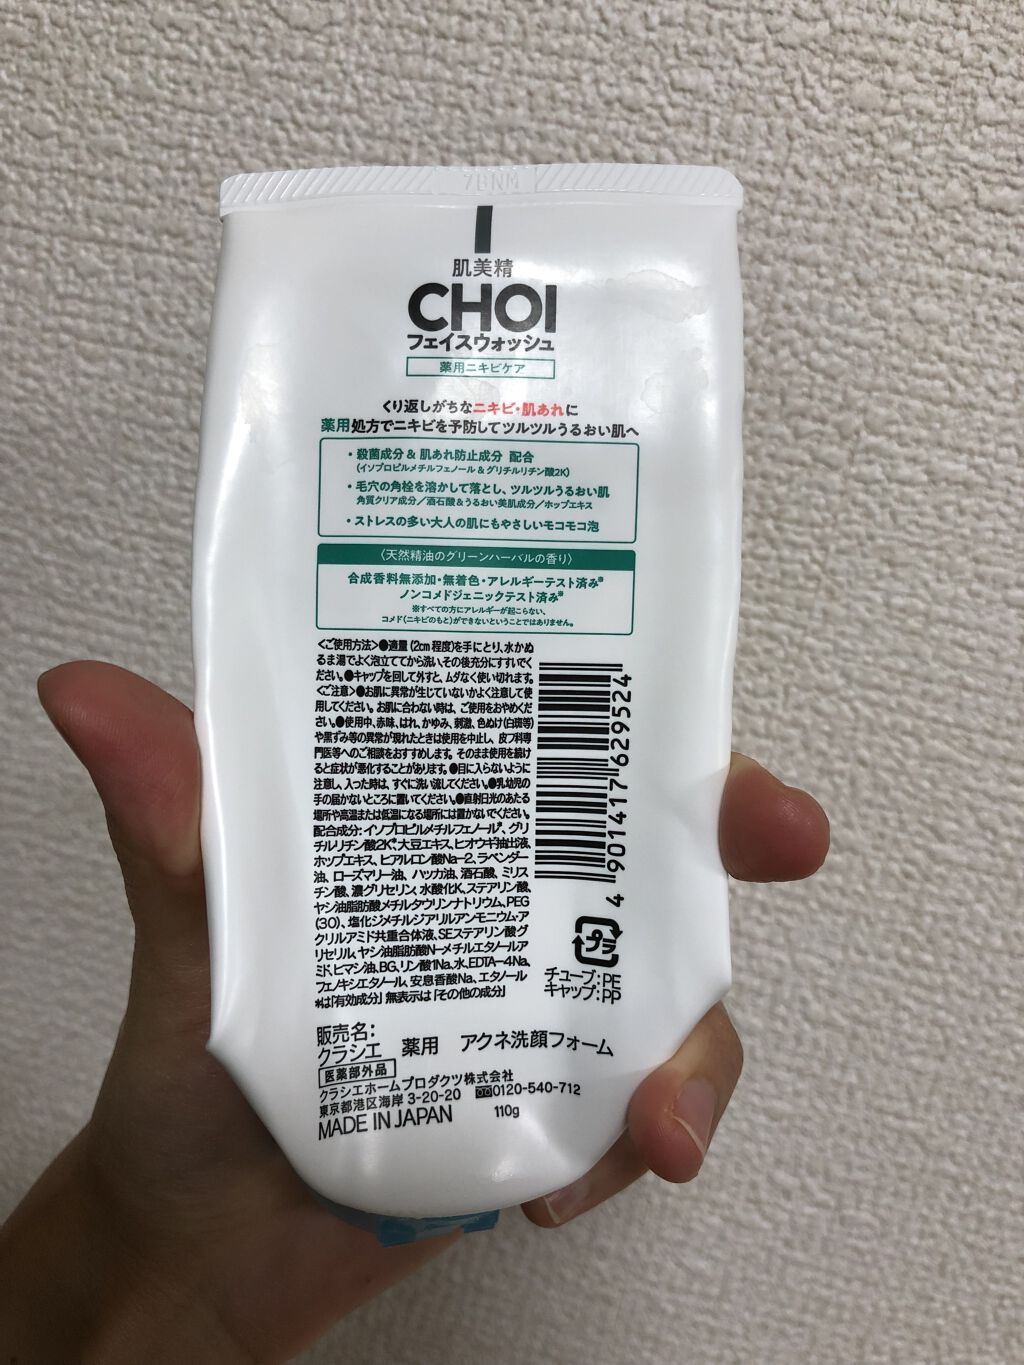 7BNM
肌美精
CHOI
フェイスウォッシュ
薬用ニキビケア
くり返しがちなニキビ・肌あれに
薬用処方でニキビを予防してツルツルうるおい肌へ
・殺菌成分&肌あれ防止成分 配合
(イソプロピルメチルフェノール&グリチルリチン酸2K)
・毛穴の角栓を溶かして落とし、ツルツルうるおい肌
角質クリア成分/酒石酸&うるおい美肌成分/ホップエキス
・ストレスの多い大人の肌にもやさしいモコモコ泡
〈天然精油のグリーンハーバルの香り〉
合成香料無添加・無着色・アレルギーテスト済み※
ノンコメドジェニックテスト済み※
※すべての方にアレルギーが起こらない、
コメド(ニキビのもと)ができないということではありません。
<ご使用方法>●適量(2cm程度)を手にとり、水かぬ
るま湯でよく泡立ててから洗い、その後充分にすすいでく
ださい。●キャップを回して外すと、ムダなく使い切れます。
<ご注意>●お肌に異常が生じていないかよく注意して使
用してください。お肌に合わない時は、ご使用をおやめくだ
さい。●使用中、赤味、はれ、かゆみ、刺激、色ぬけ(白斑等)
や黒ずみ等の異常が現れたときは使用を中止し、皮フ科専
門医等へのご相談をおすすめします。そのまま使用を続け
ると症状が悪化することがあります。●目に入らないように
注意し、入った時は、すぐに洗い流してください。●乳幼児の
手の届かないところに置いてください。●直射日光のあたる
場所や高温または低温になる場所には置かないでください。
配合成分:イソプロピルメチルフェノール*、グリ
チルリチン酸2K*、大豆エキス、ヒオウギ抽出液、
ホップエキス、ヒアルロン酸Na-2、ラベンダー
油、ローズマリー油、ハッカ油、酒石酸、ミリス
チン酸、濃グリセリン、水酸化K、ステアリン酸、
ヤシ油脂肪酸メチルタウリンナトリウム、PEG
(30)、塩化ジメチルジアリルアンモニウム・ア
クリルアミド共重合体液、SEステアリン酸グ
リセリル、ヤシ油脂肪酸N-メチルエタノールア
ミド、ヒマシ油、BG、リン酸1Na、水、EDTA-4Na、
フェノキシエタノール、安息香酸Na、エタノール
*は「有効成分」無表示は「その他の成分」
4 901417 629524
プラ
チューブ:PE
キャップ:PP
販売名:
クラシエ 薬用 アクネ洗顔フォーム
医薬部外品
クラシエホームプロダクツ株式会社
東京都港区海岸3-20-20 0120-540-712
MADE IN JAPAN 110g